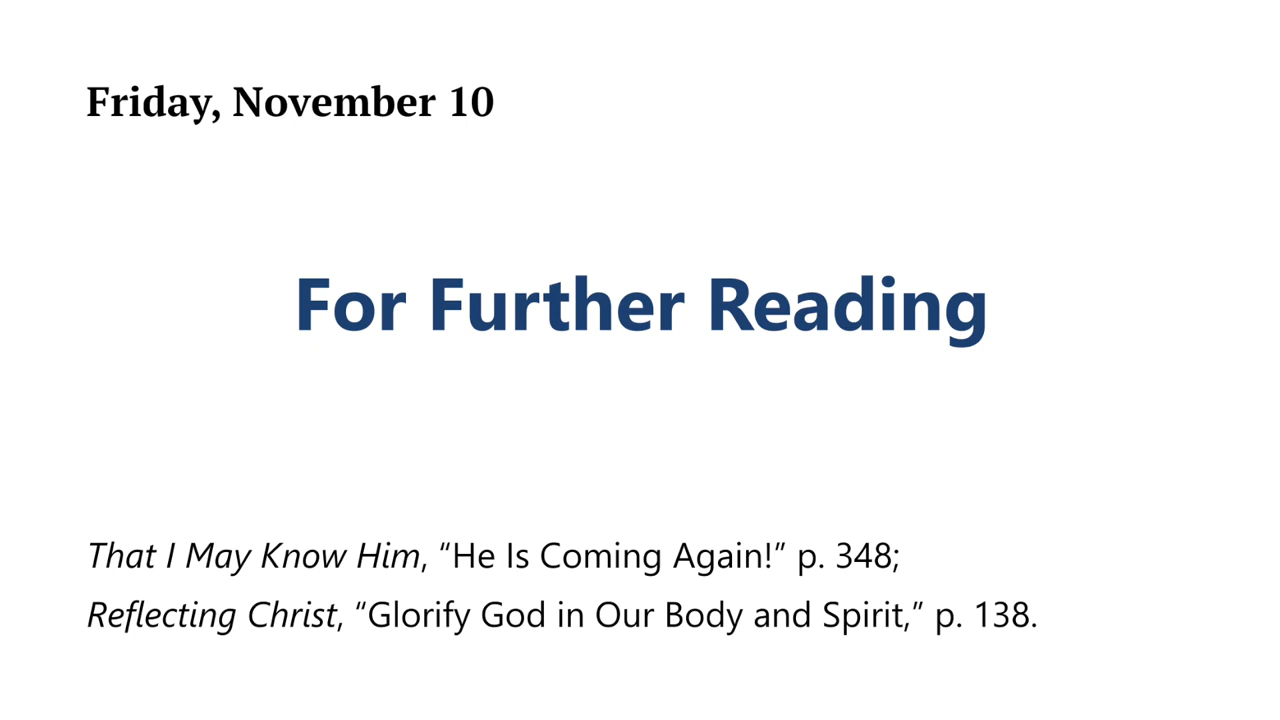 Friday, November 10
For Further Reading
That I May Know Him, “He Is Coming Again!” p. 348;
Reflecting Christ, “Glorify God in Our Body and Spirit,” p. 138.